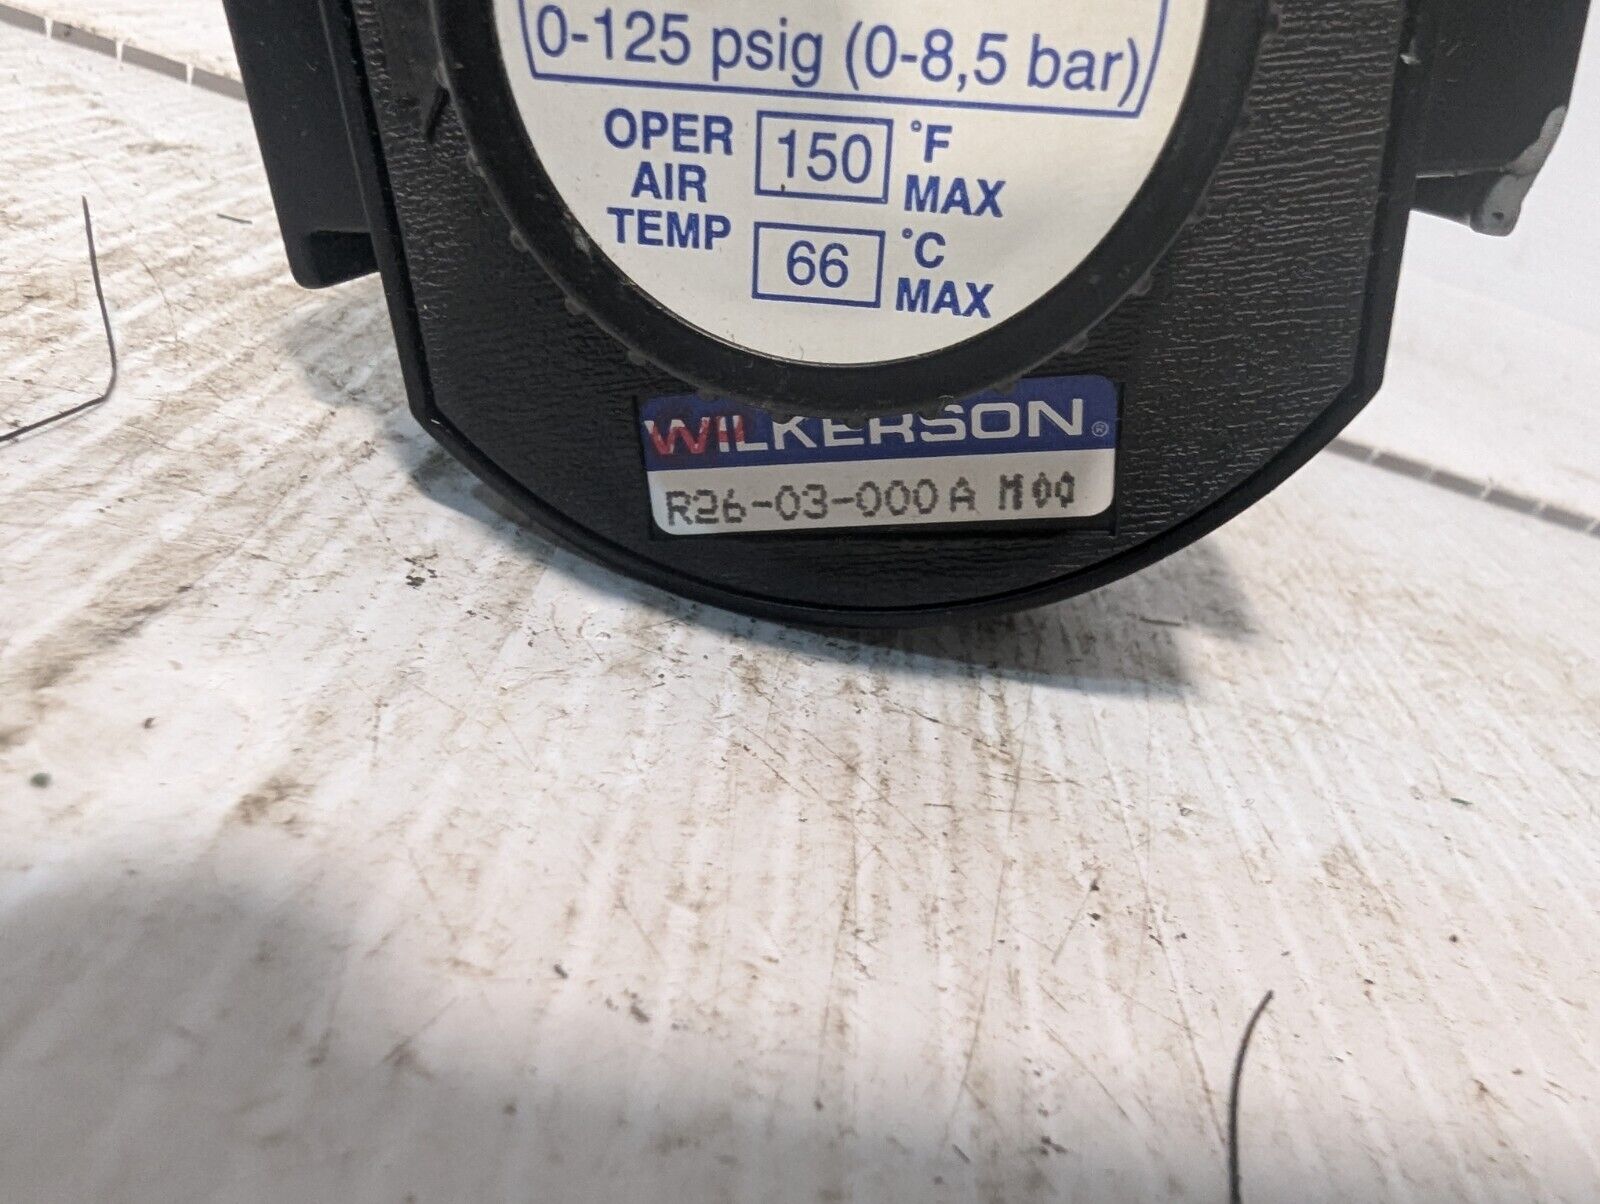 0-125 psig (0-8,5 bar)
OPER AIR TEMP
150 °F MAX
66 °C MAX
WILKERSON®
R26-03-000 A M00